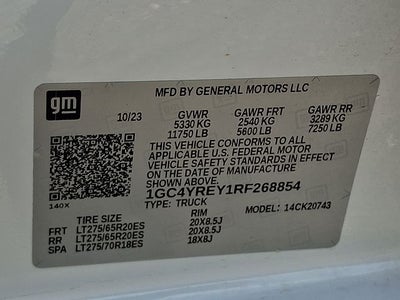 gm
MFD BY GENERAL MOTORS LLC
10/23 GVWR GAWR FRT GAWR RR
5330 KG 2540 KG 3289 KG
11750 LB 5600 LB 7250 LB
THIS VEHICLE CONFORMS TO ALL
APPLICABLE U.S. FEDERAL MOTOR
VEHICLE SAFETY STANDARDS IN EFFECT
ON THE DATE OF MANUFACTURE
SHOWN ABOVE.
1GC4YREY1RF268854
140X TYPE: TRUCK MODEL: 14CK20743
TIRE SIZE RIM
FRT LT275/65R20ES 20X8.5J
RR LT275/65R20ES 20X8.5J
SPA LT275/70R18ES 18X8J